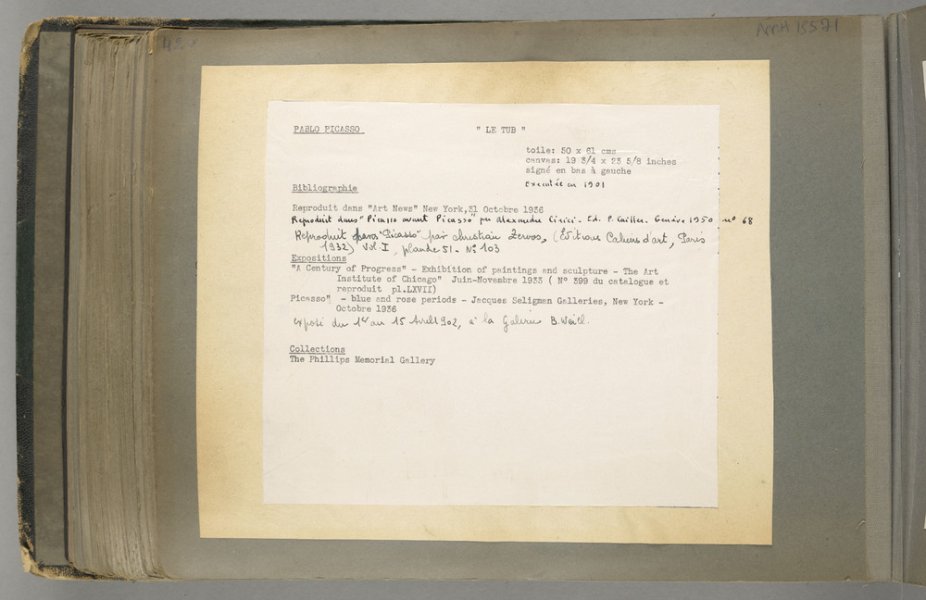 PABLO PICASSO
" LE TUB "
toile: 50 x 61 cms
canvas: 19 3/4 x 23 5/8 inches
signé en bas à gauche
Executée en 1901
Bibliographie
Reproduit dans "Art News" New York, 31 Octobre 1936
Reproduit dans "Picasso avant Picasso" par Alexandre Cirici - Ed. P. Cailler. Genève 1950 n° 68
Reproduit dans "Picasso" par Christian Zervos, (Editions Cahiers d'art, Paris
1932) Vol. I, planche 51 - N° 103
Expositions
"A Century of Progress" - Exhibition of paintings and sculpture - The Art
Institute of Chicago" Juin-Novembre 1933 ( N° 399 du catalogue et
reproduit pl.LXVII)
Picasso" - blue and rose periods - Jacques Seligman Galleries, New York -
Octobre 1936
exposé du 1er au 15 Avril 1902, à la Galerie B. Weill.
Collections
The Phillips Memorial Gallery